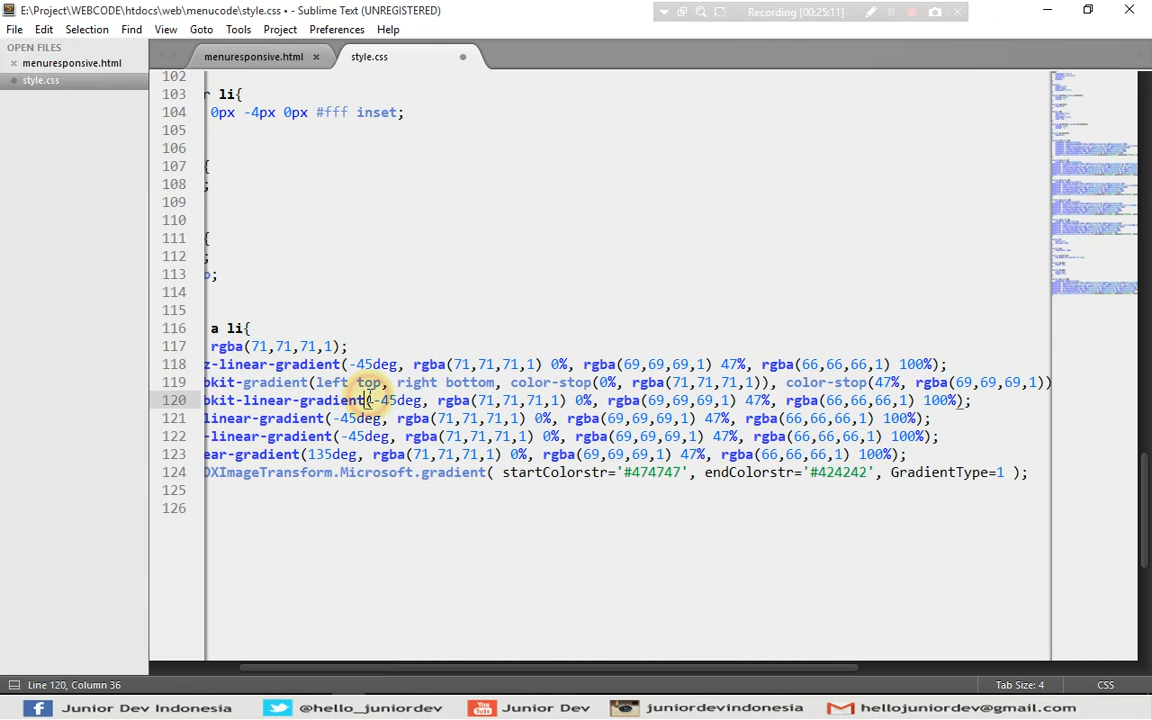 E:\Project\WEBCODE\htdocs\web\menucode\style.css • - Sublime Text (UNREGISTERED)
Recording [00:25:11]
File Edit Selection Find View Goto Tools Project Preferences Help
OPEN FILES
menuresponsive.html
style.css
menuresponsive.html
style.css
102
103 r li{
104 0px -4px 0px #fff inset;
105
106
107 {
108 ;
109
110
111 {
112 ;
113 o;
114
115
116 a li{
117 rgba(71,71,71,1);
118 z-linear-gradient(-45deg, rgba(71,71,71,1) 0%, rgba(69,69,69,1) 47%, rgba(66,66,66,1) 100%);
119 bkit-gradient(left top, right bottom, color-stop(0%, rgba(71,71,71,1)), color-stop(47%, rgba(69,69,69,1))
120 bkit-linear-gradient(-45deg, rgba(71,71,71,1) 0%, rgba(69,69,69,1) 47%, rgba(66,66,66,1) 100%);
121 linear-gradient(-45deg, rgba(71,71,71,1) 0%, rgba(69,69,69,1) 47%, rgba(66,66,66,1) 100%);
122 -linear-gradient(-45deg, rgba(71,71,71,1) 0%, rgba(69,69,69,1) 47%, rgba(66,66,66,1) 100%);
123 ear-gradient(135deg, rgba(71,71,71,1) 0%, rgba(69,69,69,1) 47%, rgba(66,66,66,1) 100%);
124 DXImageTransform.Microsoft.gradient( startColorstr='#474747', endColorstr='#424242', GradientType=1 );
125
126
Line 120, Column 36
Tab Size: 4
CSS
Junior Dev Indonesia @hello_juniordev Junior Dev juniordevindonesia hellojuniordev@gmail.com